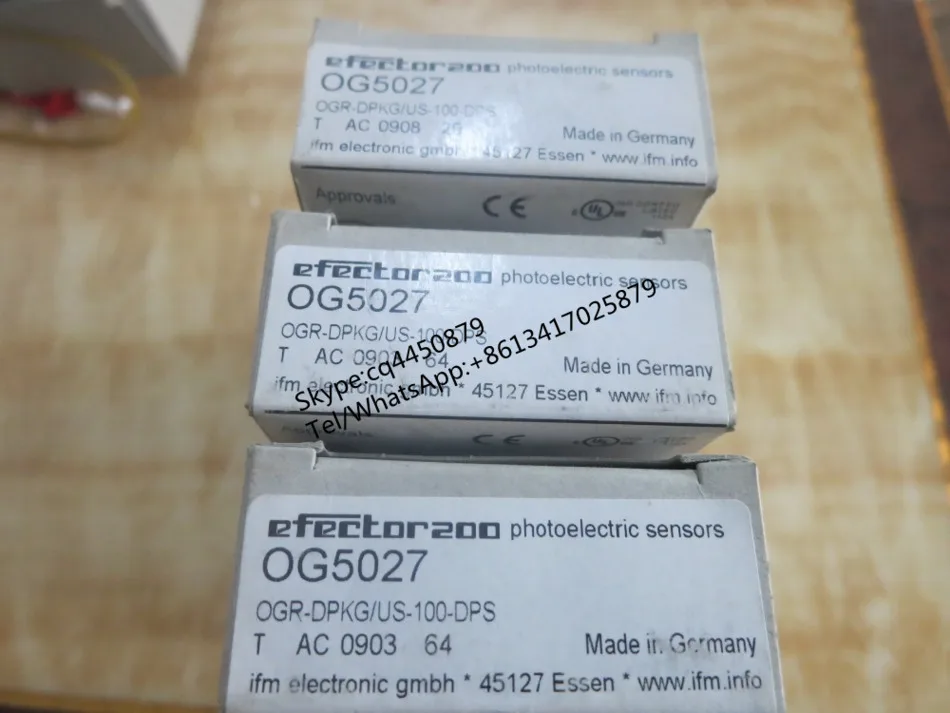 efector200 photoelectric sensors
OG5027
OGR-DPKG/US-100-DPS
T AC 0908
Made in Germany
ifm electronic gmbh * 45127 Essen * www.ifm.info
Approvals
CE
UL
efector200 photoelectric sensors
OG5027
OGR-DPKG/US-100-DPS
T AC 0903 64
Made in Germany
ifm electronic gmbh * 45127 Essen * www.ifm.info
Approvals
CE
UL
Skype:cq4450879
Tel/WhatsApp:+8613417025879
efector200 photoelectric sensors
OG5027
OGR-DPKG/US-100-DPS
T AC 0903 64
Made in Germany
ifm electronic gmbh * 45127 Essen * www.ifm.info